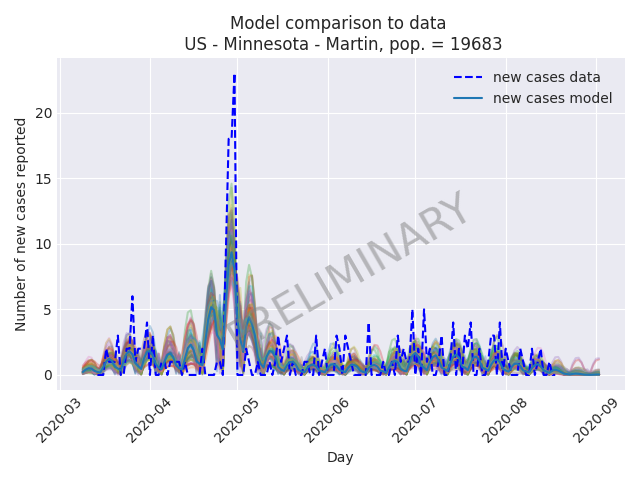 Model comparison to data
US - Minnesota - Martin, pop. = 19683
new cases data
new cases model
PRELIMINARY
Number of new cases reported
20
15
10
5
0
2020-03
2020-04
2020-05
2020-06
2020-07
2020-08
2020-09
Day